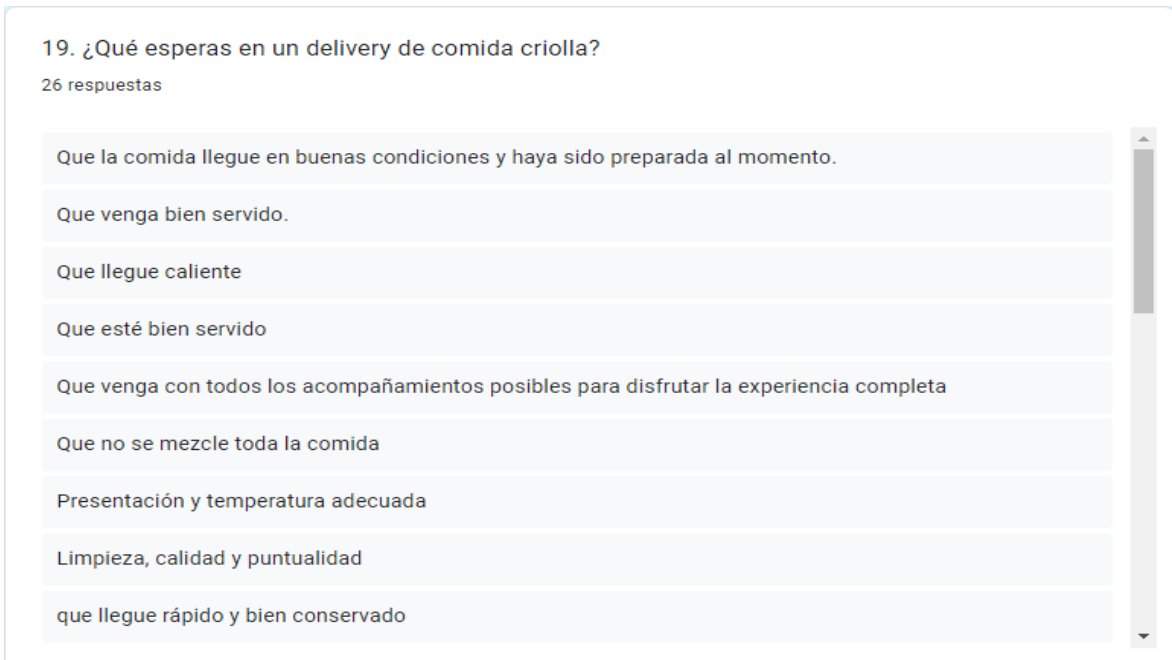 19. ¿Qué esperas en un delivery de comida criolla?
26 respuestas
Que la comida llegue en buenas condiciones y haya sido preparada al momento.
Que venga bien servido.
Que llegue caliente
Que esté bien servido
Que venga con todos los acompañamientos posibles para disfrutar la experiencia completa
Que no se mezcle toda la comida
Presentación y temperatura adecuada
Limpieza, calidad y puntualidad
que llegue rápido y bien conservado